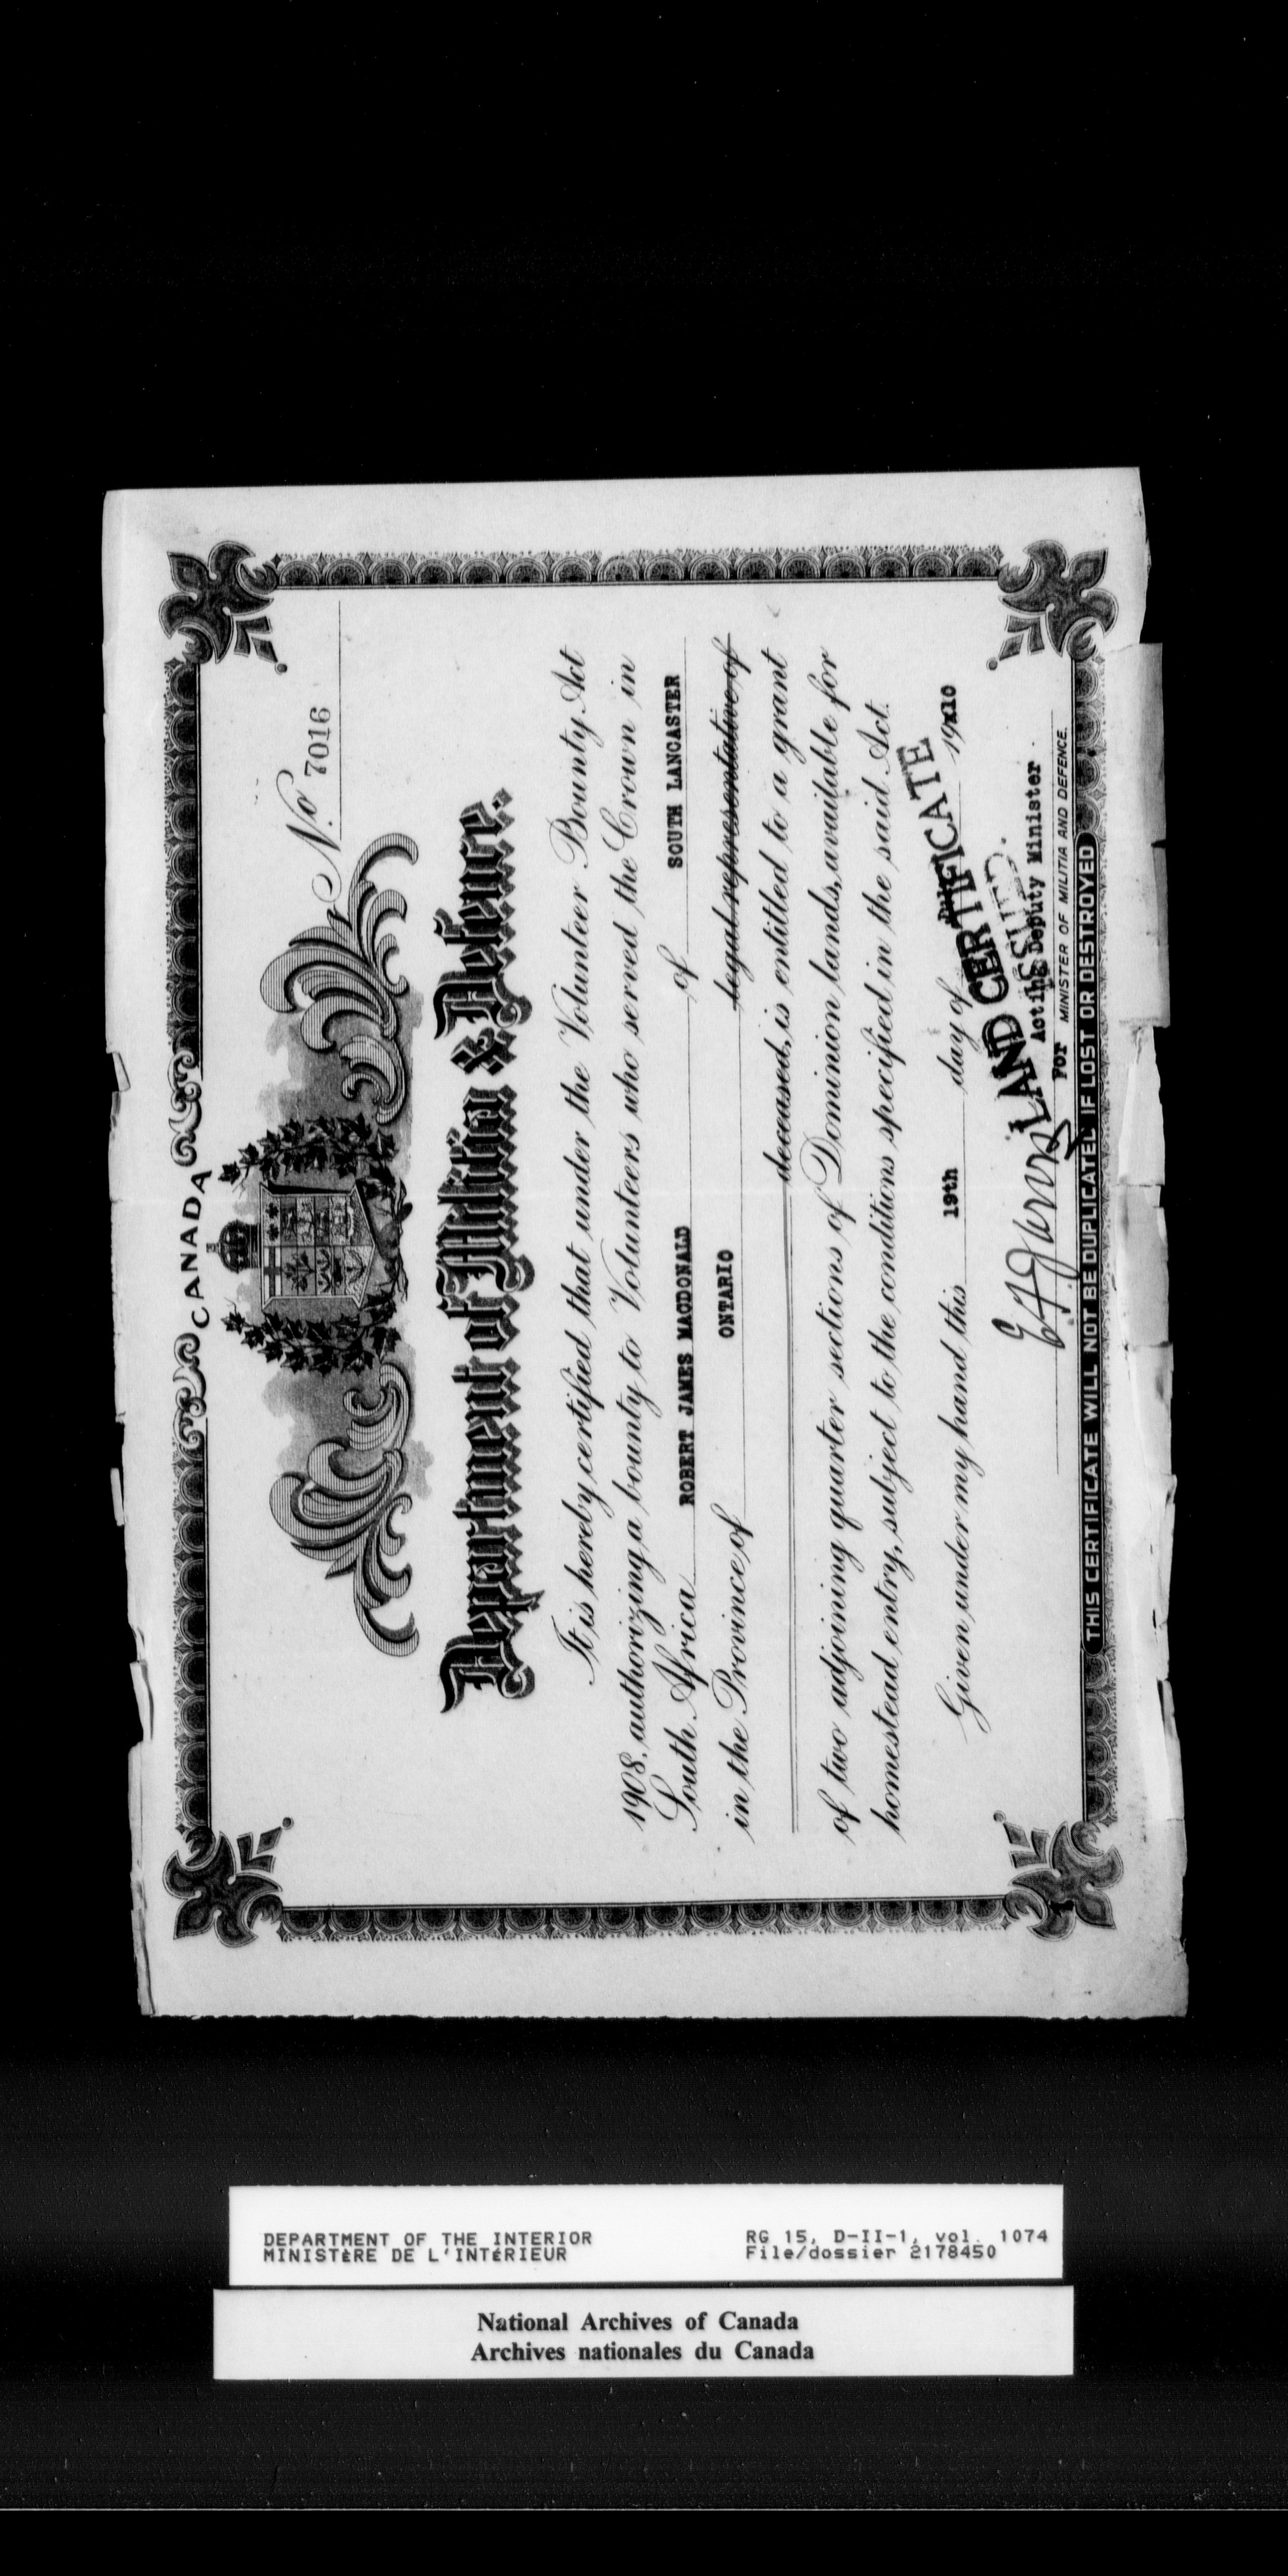 CANADA
No. 7016
Department of Militia & Defence.
It is hereby certified that under the Volunteer Bounty Act
1908, authorizing a bounty to Volunteers who served the Crown in
South Africa ROBERT JAMES MACDONALD of SOUTH LANCASTER
in the Province of ONTARIO legal representative of
deceased, is entitled to a grant
of two adjoining quarter sections of Dominion lands, available for
homestead entry, subject to the conditions specified in the said Act.
Given under my hand this 19th day of 19x10
LAND CERTIFICATE
ISSUED.
Acting Deputy Minister
For MINISTER OF MILITIA AND DEFENCE.
THIS CERTIFICATE WILL NOT BE DUPLICATED IF LOST OR DESTROYED
DEPARTMENT OF THE INTERIOR RG 15, D-II-1, vol. 1074
MINISTÈRE DE L'INTÉRIEUR File/dossier 2178450
National Archives of Canada
Archives nationales du Canada